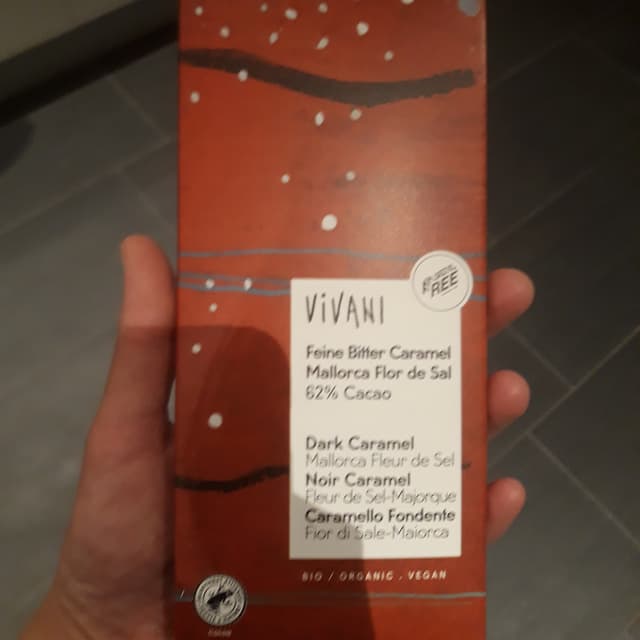 FREE
ViVANI
Feine Bitter Caramel
Mallorca Flor de Sal
62% Cacao
Dark Caramel
Mallorca Fleur de Sel
Noir Caramel
Fleur de Sel-Majorque
Caramello Fondente
Fior di Sale-Maiorca
BIO / ORGANIC . VEGAN